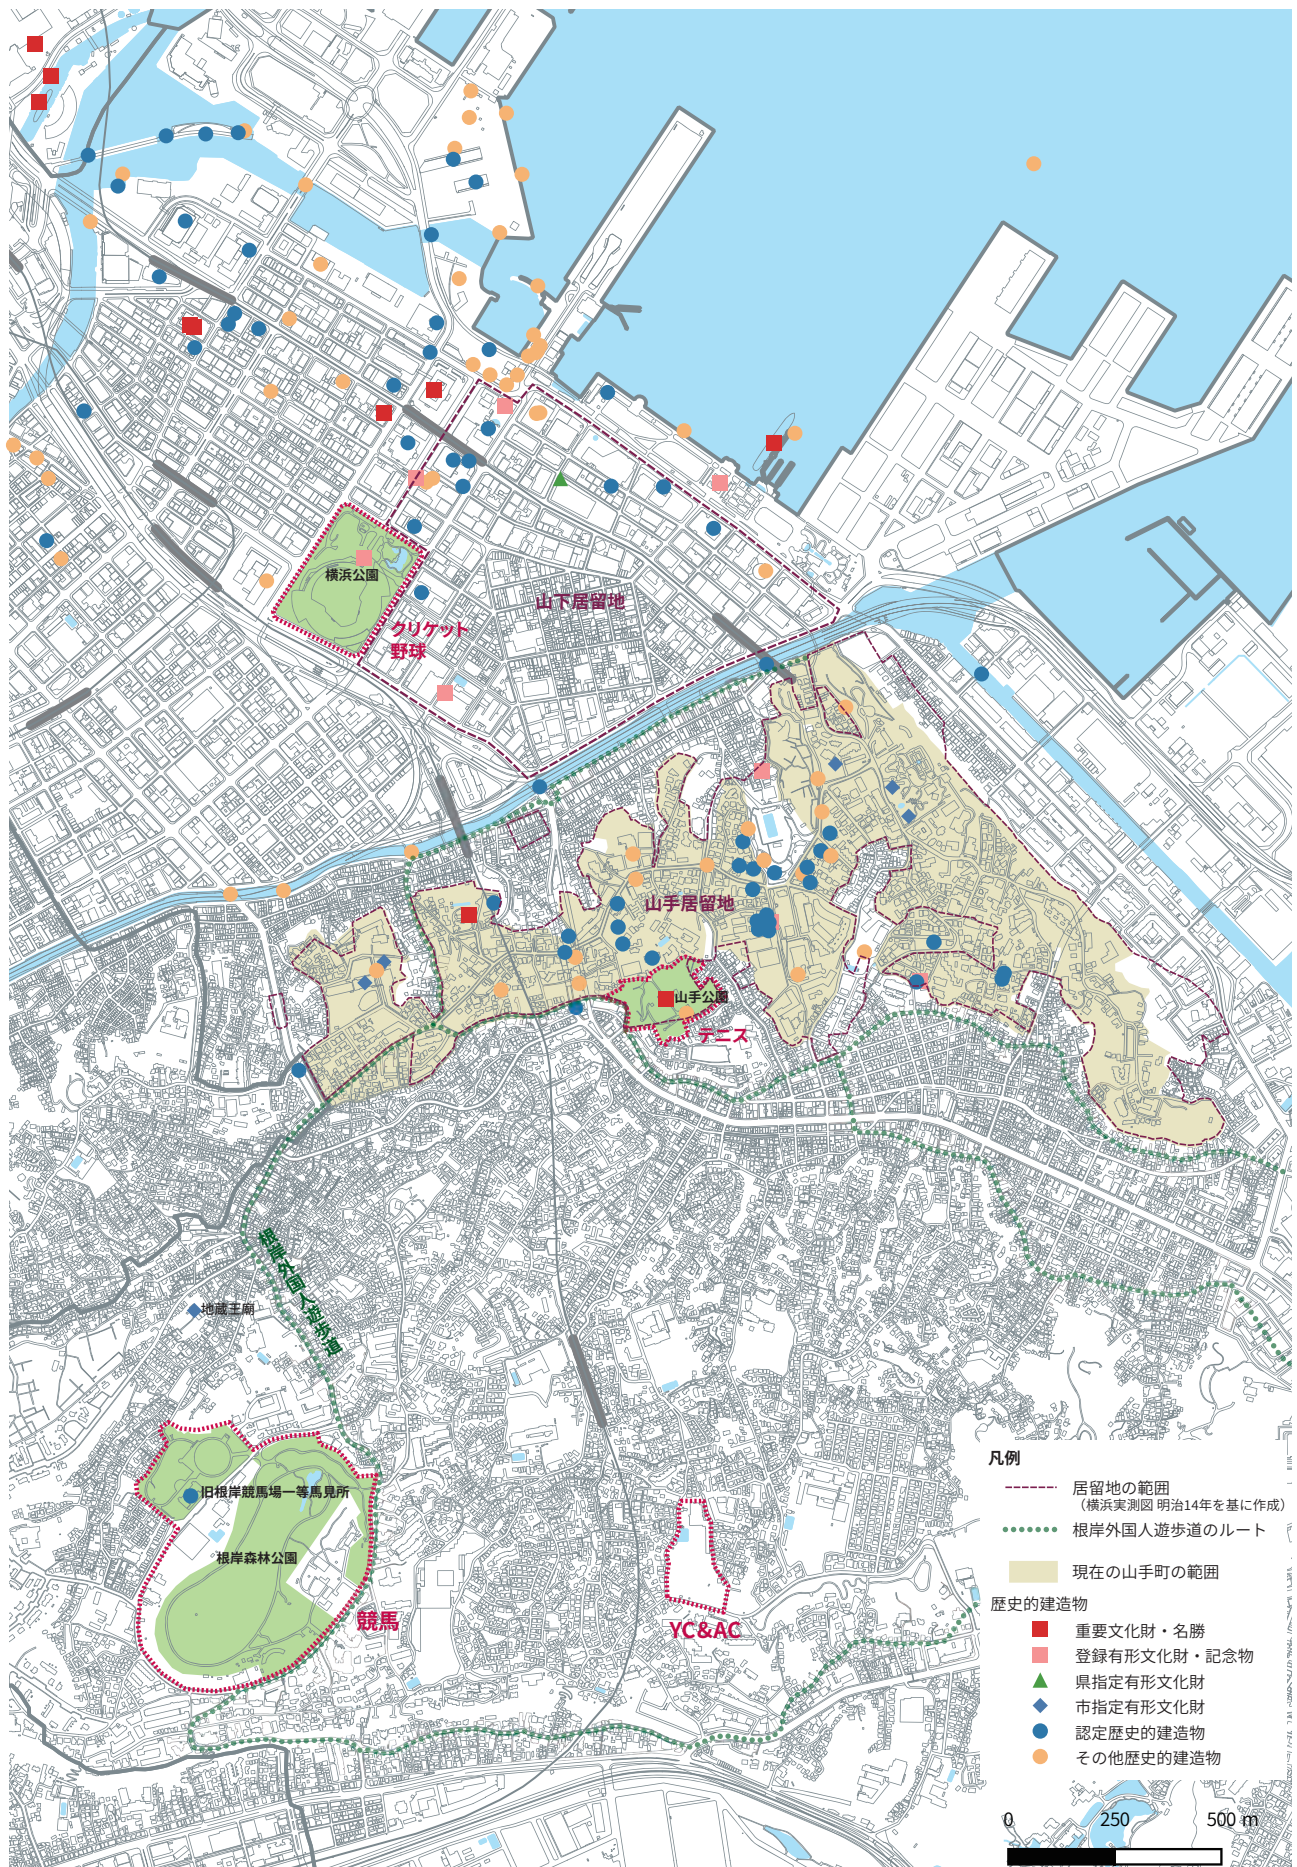 横浜公園
クリケット
野球
山下居留地
山手居留地
山手公園
テニス
根岸外国人遊歩道
地蔵王廟
旧根岸競馬場一等馬見所
根岸森林公園
競馬
YC&AC
凡例
居留地の範囲
（横浜実測図 明治14年を基に作成）
根岸外国人遊歩道のルート
現在の山手町の範囲
歴史的建造物
重要文化財・名勝
登録有形文化財・記念物
県指定有形文化財
市指定有形文化財
認定歴史的建造物
その他歴史的建造物
0 250 500 m